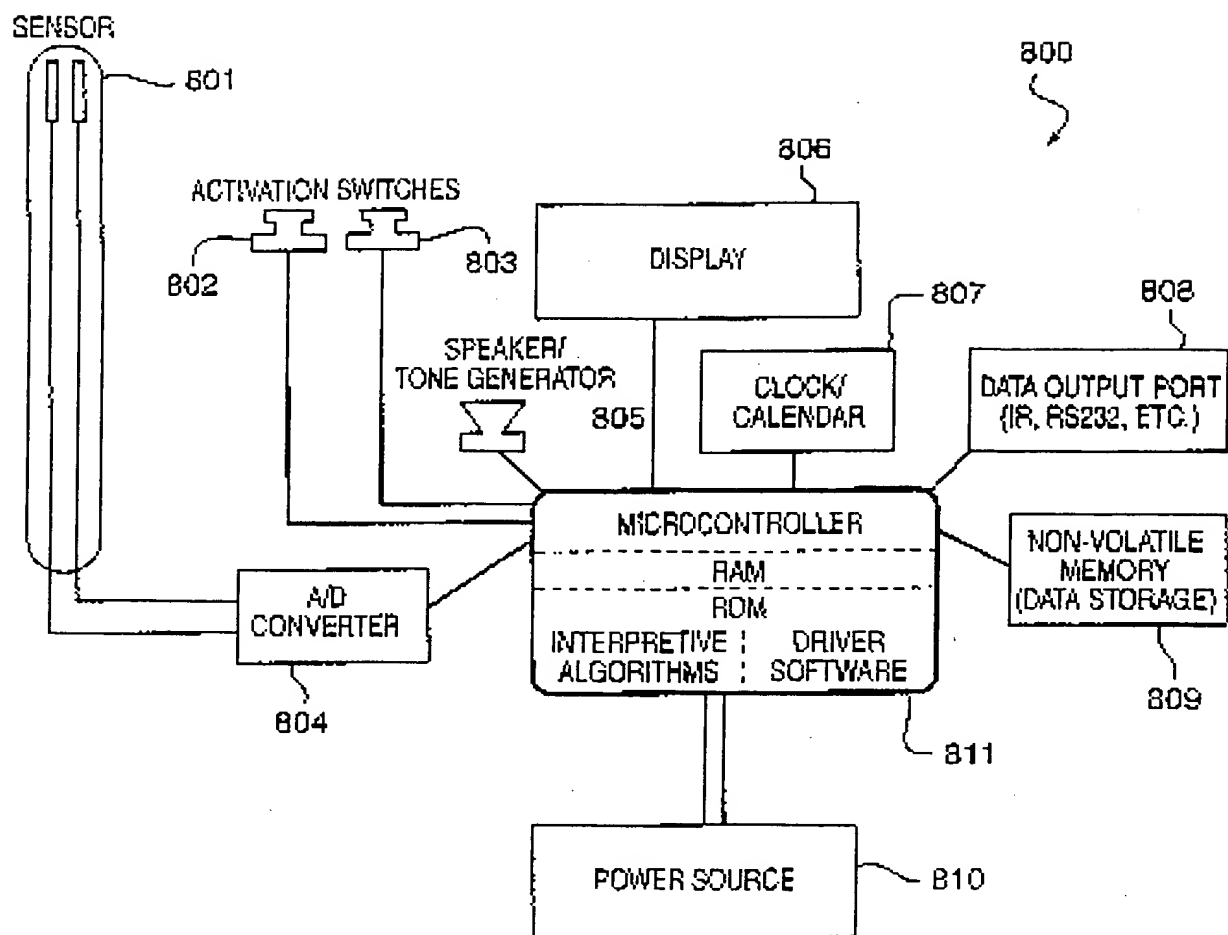 SENSOR
801
800
806
ACTIVATION SWITCHES
802
803
DISPLAY
807
808
SPEAKER/
TONE GENERATOR
805
CLOCK/
CALENDAR
DATA OUTPUT PORT
(IR, RS232, ETC.)
MICROCONTROLLER
RAM
ROM
INTERPRETIVE
ALGORITHMS
DRIVER
SOFTWARE
NON-VOLATILE
MEMORY
(DATA STORAGE)
809
A/D
CONVERTER
804
811
POWER SOURCE
810